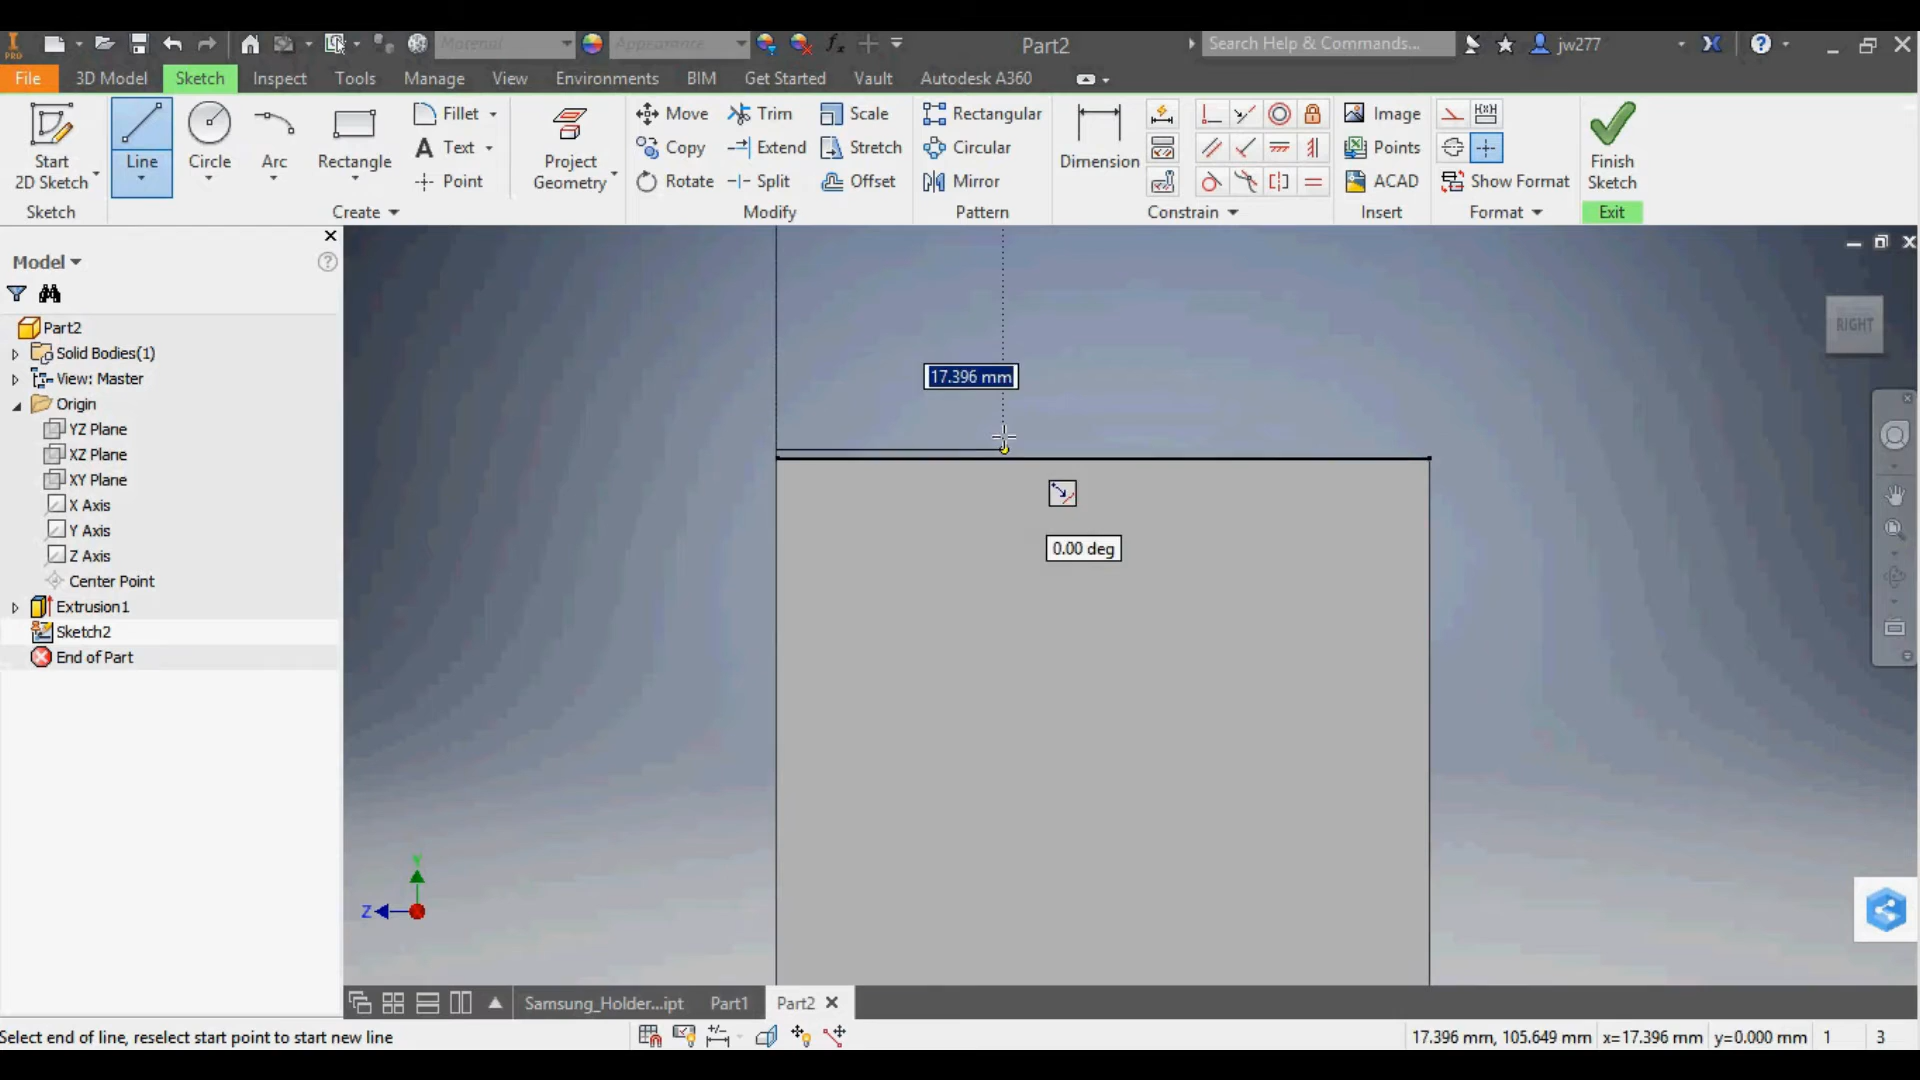 PRO
Material
Appearance
Part2
Search Help & Commands...
jw277
File 3D Model Sketch Inspect Tools Manage View Environments BIM Get Started Vault Autodesk A360
Start
2D Sketch
Line
Circle
Arc
Rectangle
Fillet
Text
Point
Project
Geometry
Move
Copy
Rotate
Trim
Extend
Split
Scale
Stretch
Offset
Rectangular
Circular
Mirror
Dimension
Image
Points
ACAD
Show Format
Finish
Sketch
Sketch Create Modify Pattern Constrain Insert Format Exit
Model
Part2
Solid Bodies(1)
View: Master
Origin
YZ Plane
XZ Plane
XY Plane
X Axis
Y Axis
Z Axis
Center Point
Extrusion1
Sketch2
End of Part
17.396 mm
0.00 deg
RIGHT
Y
Z
Samsung_Holder...ipt Part1 Part2
Select end of line, reselect start point to start new line
17.396 mm, 105.649 mm x=17.396 mm y=0.000 mm 1 3